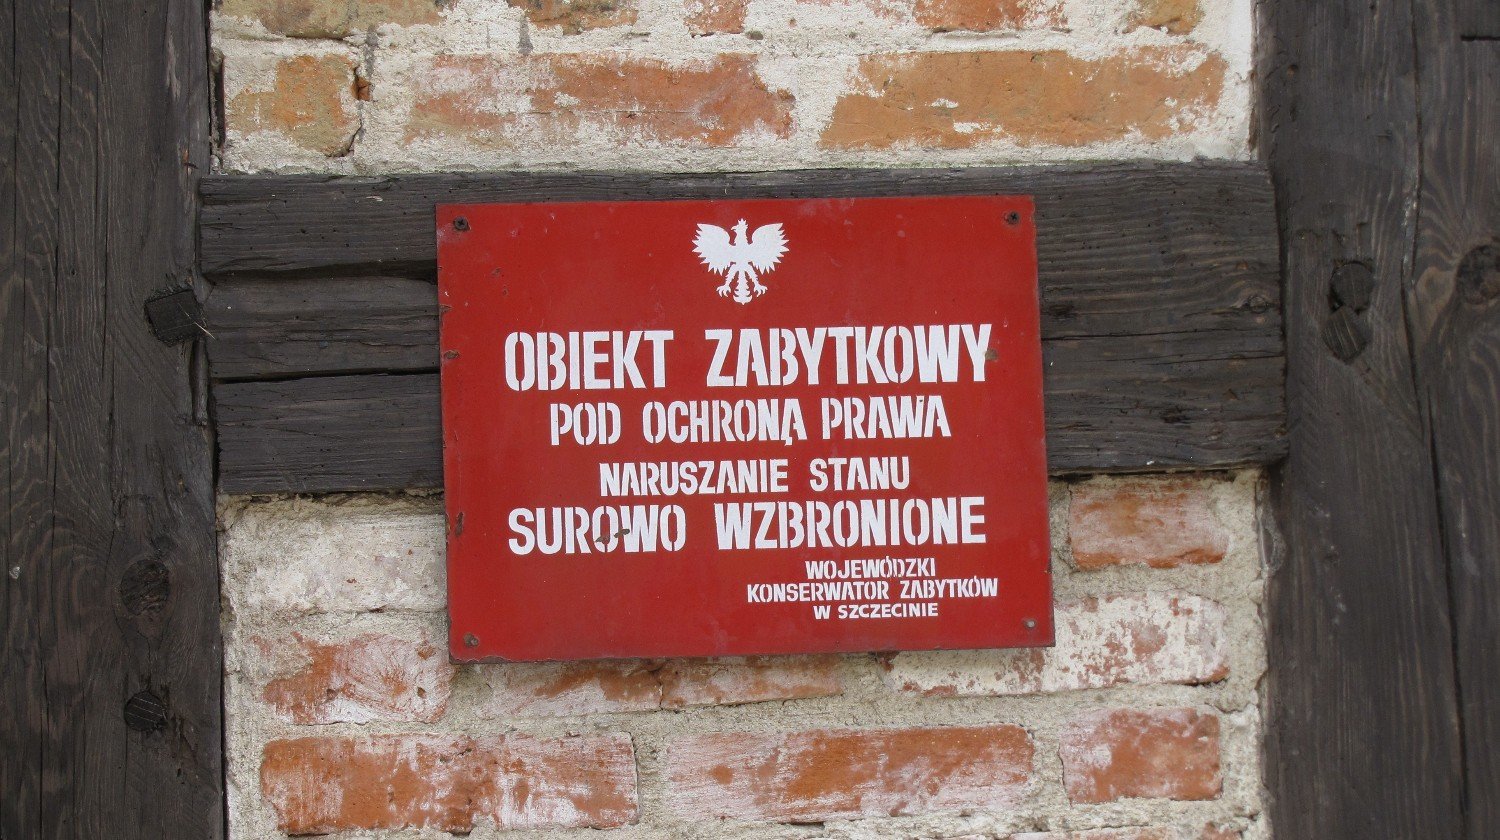 OBIEKT ZABYTKOWY
POD OCHRONĄ PRAWA
NARUSZANIE STANU
SUROWO WZBRONIONE
WOJEWÓDZKI
KONSERWATOR ZABYTKÓW
W SZCZECINIE